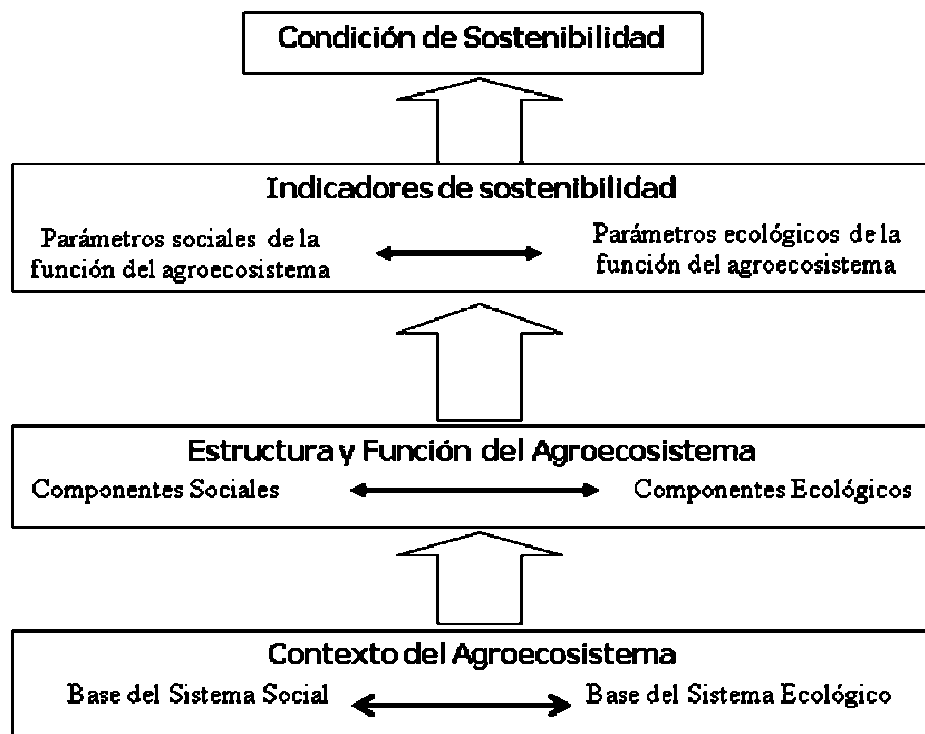 Condición de Sostenibilidad
Indicadores de sostenibilidad
Parámetros sociales de la
función del agroecosistema
Parámetros ecológicos de la
función del agroecosistema
Estructura y Función del Agroecosistema
Componentes Sociales
Componentes Ecológicos
Contexto del Agroecosistema
Base del Sistema Social
Base del Sistema Ecológico